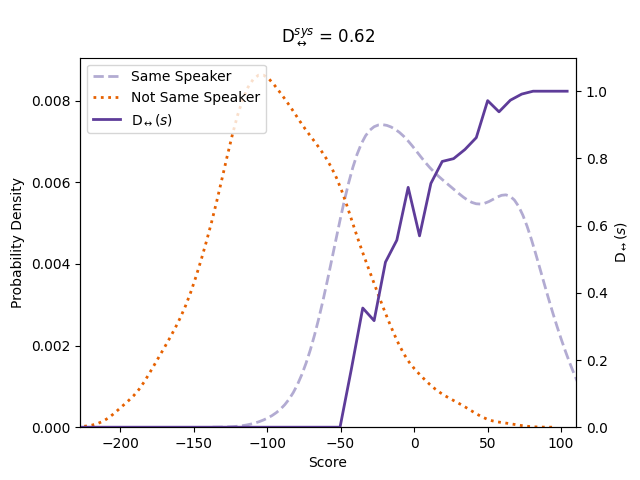 D↔sys = 0.62
Same Speaker
Not Same Speaker
D↔(s)
Probability Density
0.000
0.002
0.004
0.006
0.008
−200
−150
−100
−50
0
50
100
Score
0.0
0.2
0.4
0.6
0.8
1.0
D↔(s)